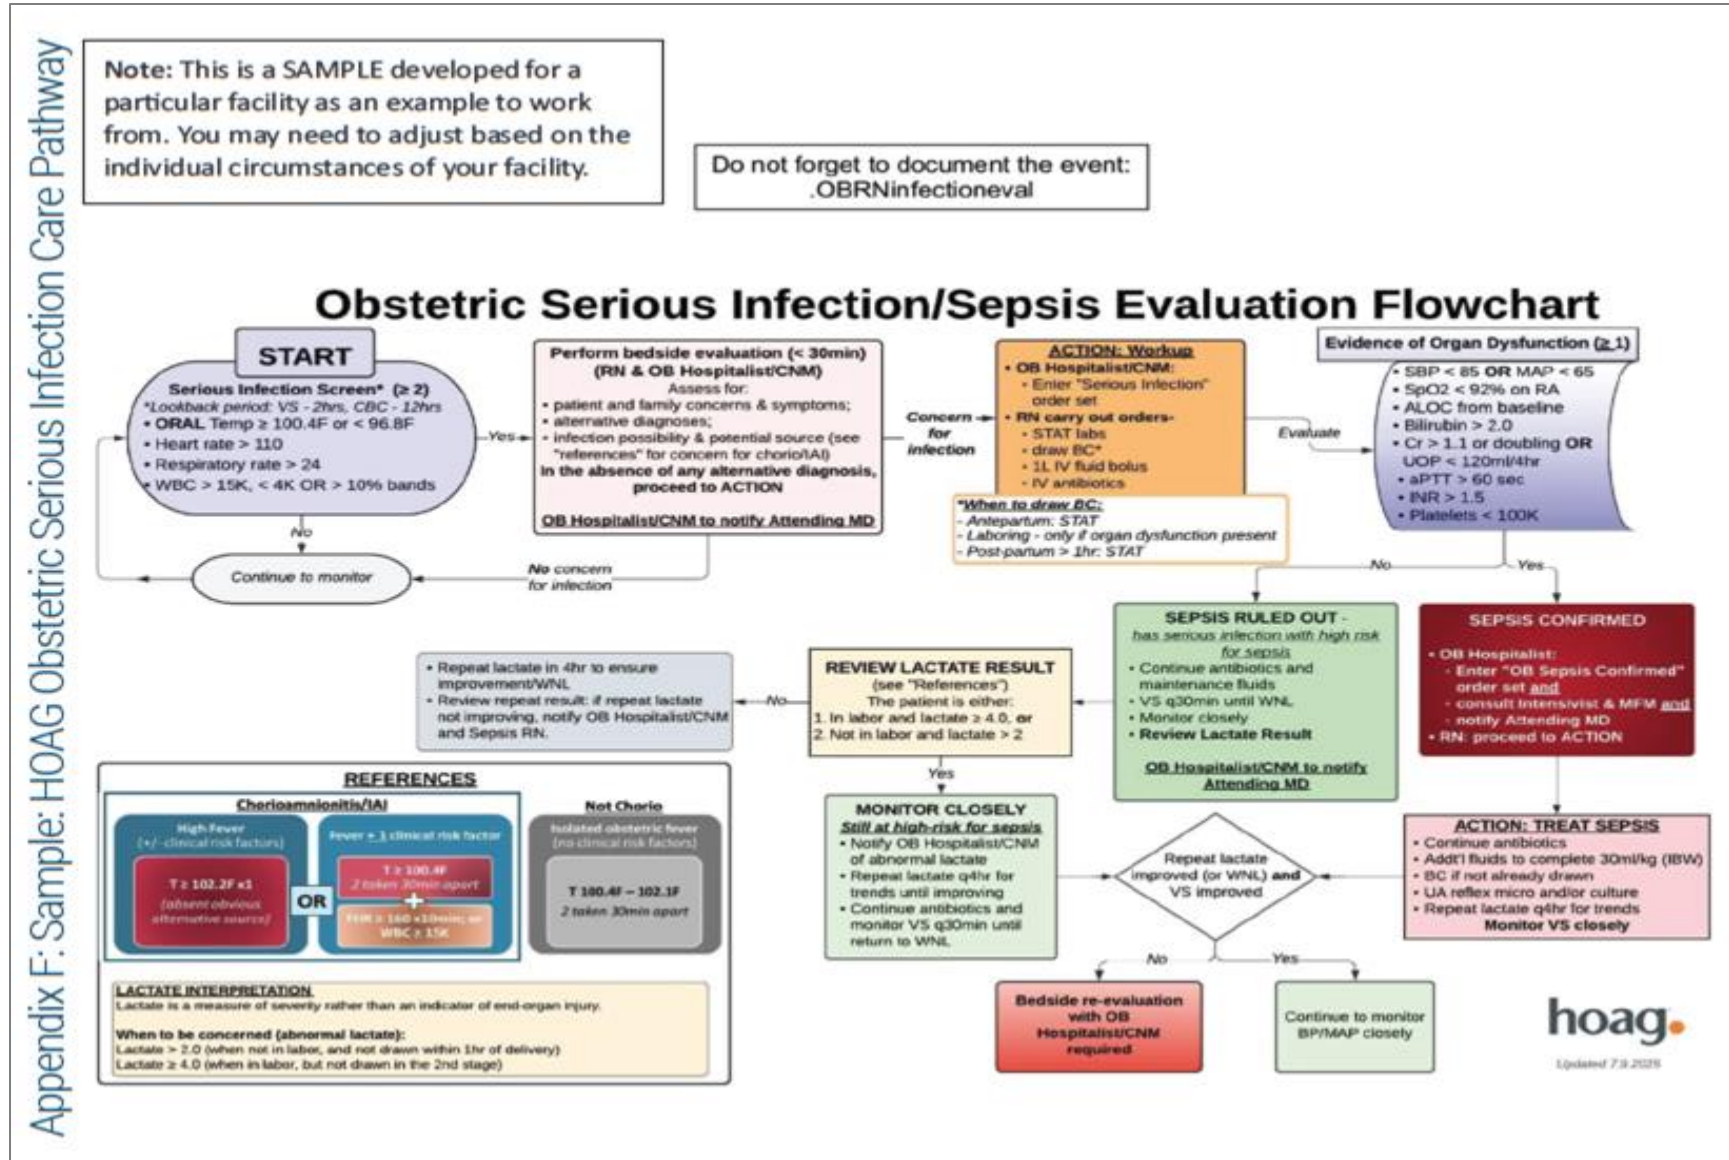 Appendix F: Sample: HOAG Obstetric Serious Infection Care Pathway
Note: This is a SAMPLE developed for a
particular facility as an example to work
from. You may need to adjust based on the
individual circumstances of your facility.
Do not forget to document the event:
.OBRNinfectioneval
Obstetric Serious Infection/Sepsis Evaluation Flowchart
START
Serious Infection Screen* (≥ 2)
*Lookback period: VS - 2hrs, CBC - 12hrs
• ORAL Temp ≥ 100.4F or < 96.8F
• Heart rate > 110
• Respiratory rate > 24
• WBC > 15K, < 4K OR > 10% bands
Yes
No
Continue to monitor
Perform bedside evaluation (< 30min)
(RN & OB Hospitalist/CNM)
Assess for:
• patient and family concerns & symptoms;
• alternative diagnoses;
• infection possibility & potential source (see
"references" for concern for chorio/IAI)
In the absence of any alternative diagnosis,
proceed to ACTION
OB Hospitalist/CNM to notify Attending MD
No concern
for infection
Concern
for
infection
ACTION: Workup
• OB Hospitalist/CNM:
- Enter "Serious Infection"
order set
• RN carry out orders-
- STAT labs
- draw BC*
- 1L IV fluid bolus
- IV antibiotics
*When to draw BC:
- Antepartum: STAT
- Laboring - only if organ dysfunction present
- Post-partum > 1hr: STAT
Evaluate
Evidence of Organ Dysfunction (≥ 1)
• SBP < 85 OR MAP < 65
• SpO2 < 92% on RA
• ALOC from baseline
• Bilirubin > 2.0
• Cr > 1.1 or doubling OR
UOP < 120ml/4hr
• aPTT > 60 sec
• INR > 1.5
• Platelets < 100K
No
Yes
SEPSIS RULED OUT -
has serious infection with high risk
for sepsis
• Continue antibiotics and
maintenance fluids
• VS q30min until WNL
• Monitor closely
• Review Lactate Result
OB Hospitalist/CNM to notify
Attending MD
SEPSIS CONFIRMED
• OB Hospitalist:
- Enter "OB Sepsis Confirmed"
order set and
- consult Intensivist & MFM and
- notify Attending MD
• RN: proceed to ACTION
REVIEW LACTATE RESULT
(see "References")
The patient is either:
1. In labor and lactate ≥ 4.0, or
2. Not in labor and lactate > 2
No
• Repeat lactate in 4hr to ensure
improvement/WNL
• Review repeat result: if repeat lactate
not improving, notify OB Hospitalist/CNM
and Sepsis RN.
Yes
MONITOR CLOSELY
Still at high-risk for sepsis
• Notify OB Hospitalist/CNM
of abnormal lactate
• Repeat lactate q4hr for
trends until improving
• Continue antibiotics and
monitor VS q30min until
return to WNL
Repeat lactate
improved (or WNL) and
VS improved
ACTION: TREAT SEPSIS
• Continue antibiotics
• Addt'l fluids to complete 30ml/kg (IBW)
• BC if not already drawn
• UA reflex micro and/or culture
• Repeat lactate q4hr for trends
Monitor VS closely
No
Yes
Bedside re-evaluation
with OB
Hospitalist/CNM
required
Continue to monitor
BP/MAP closely
REFERENCES
Chorioamnionitis/IAI
High Fever
(+/- clinical risk factors)
T ≥ 102.2F x1
(absent obvious
alternative source)
OR
Fever + 1 clinical risk factor
T ≥ 100.4F
2 taken 30min apart
+
FHR ≥ 160 x10min; or
WBC ≥ 15K
Not Chorio
Isolated obstetric fever
(no clinical risk factors)
T 100.4F – 102.1F
2 taken 30min apart
LACTATE INTERPRETATION
Lactate is a measure of severity rather than an indicator of end-organ injury.
When to be concerned (abnormal lactate):
Lactate > 2.0 (when not in labor, and not drawn within 1hr of delivery)
Lactate ≥ 4.0 (when in labor, but not drawn in the 2nd stage)
hoag.
Updated 7.9.2025